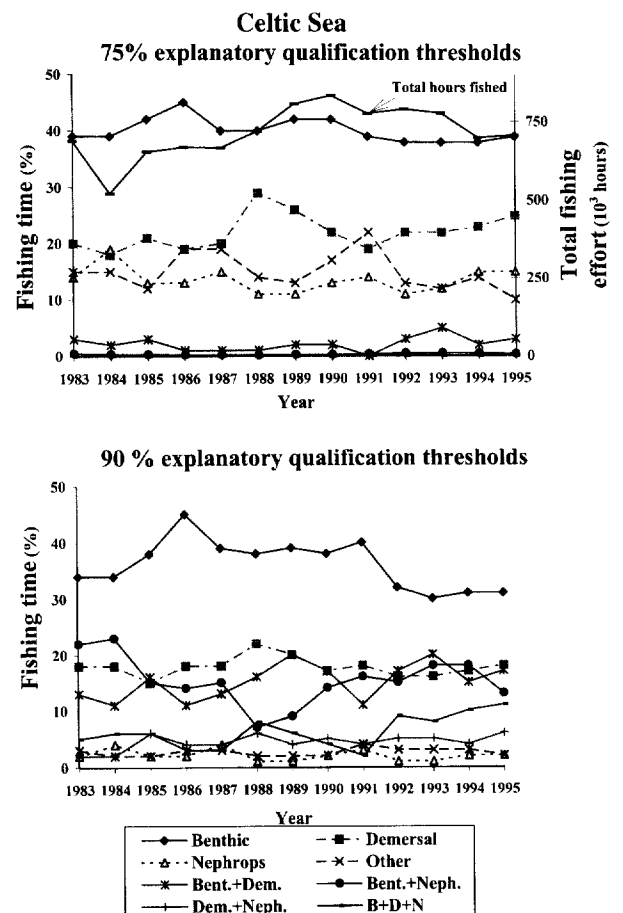 Celtic Sea
75% explanatory qualification thresholds
50
40
30
20
10
0
Fishing time (%)
Total hours fished
750
500
250
0
Total fishing
effort (10³ hours)
1983 1984 1985 1986 1987 1988 1989 1990 1991 1992 1993 1994 1995
Year
90 % explanatory qualification thresholds
50
40
30
20
10
0
Fishing time (%)
1983 1984 1985 1986 1987 1988 1989 1990 1991 1992 1993 1994 1995
Year
Benthic Demersal
Nephrops Other
Bent.+Dem. Bent.+Neph.
Dem.+Neph. B+D+N